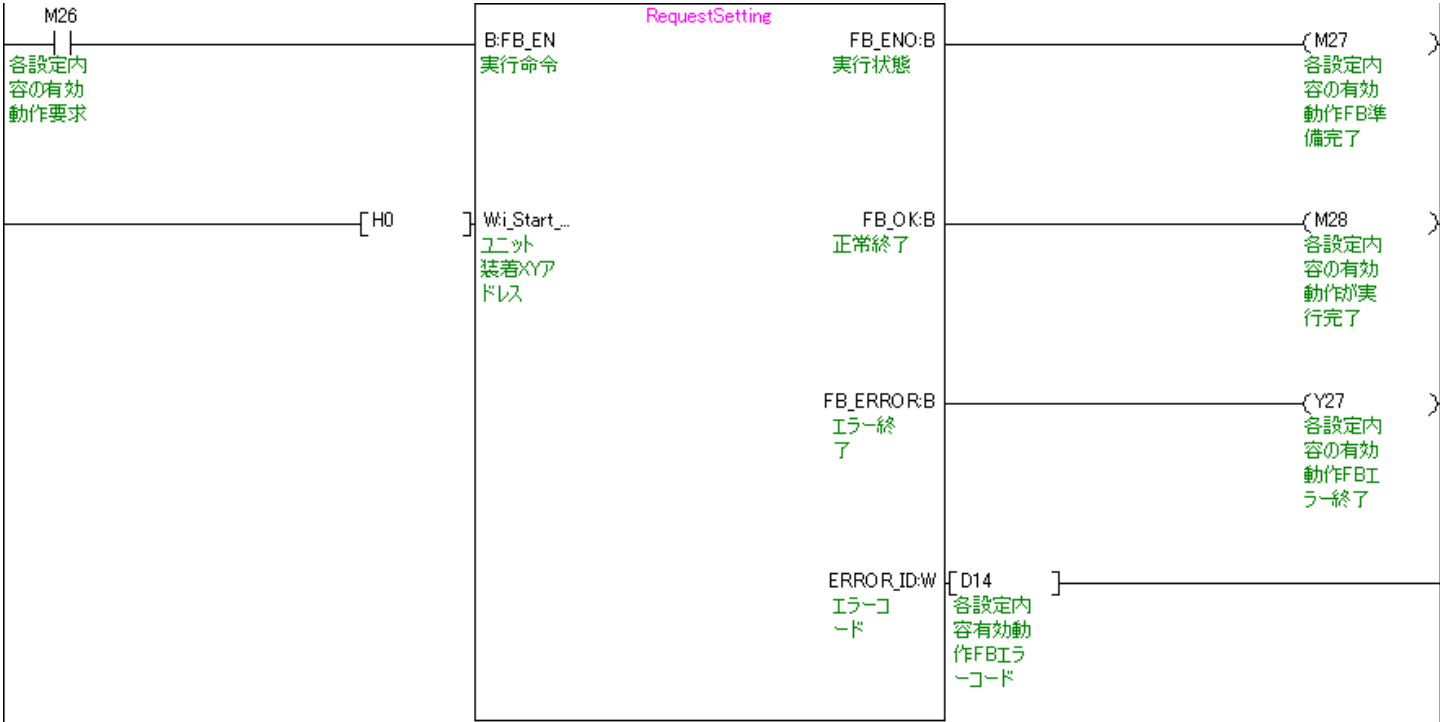 RequestSetting
M26
各設定内
容の有効
動作要求
B:FB_EN
実行命令
FB_ENO:B
実行状態
M27
各設定内
容の有効
動作FB準
備完了
H0
W:i_Start_...
ユニット
装着XYア
ドレス
FB_OK:B
正常終了
M28
各設定内
容の有効
動作が実
行完了
FB_ERROR:B
エラー終
了
Y27
各設定内
容の有効
動作FBエ
ラー終了
ERROR_ID:W
エラーコ
ード
D14
各設定内
容有効動
作FBエラ
ーコード